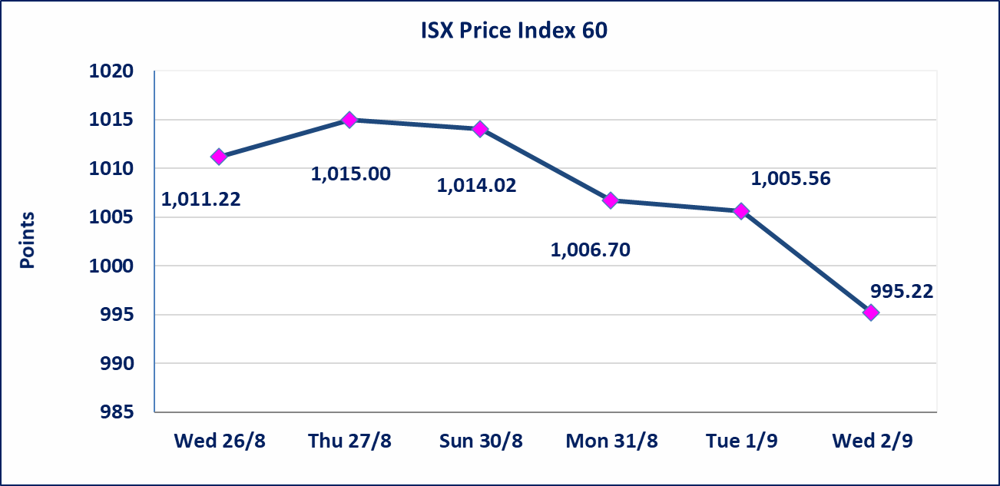 ISX Price Index 60
1020
1015
1010
1005
1000
995
990
985
Points
1,011.22
1,015.00
1,014.02
1,006.70
1,005.56
995.22
Wed 26/8
Thu 27/8
Sun 30/8
Mon 31/8
Tue 1/9
Wed 2/9